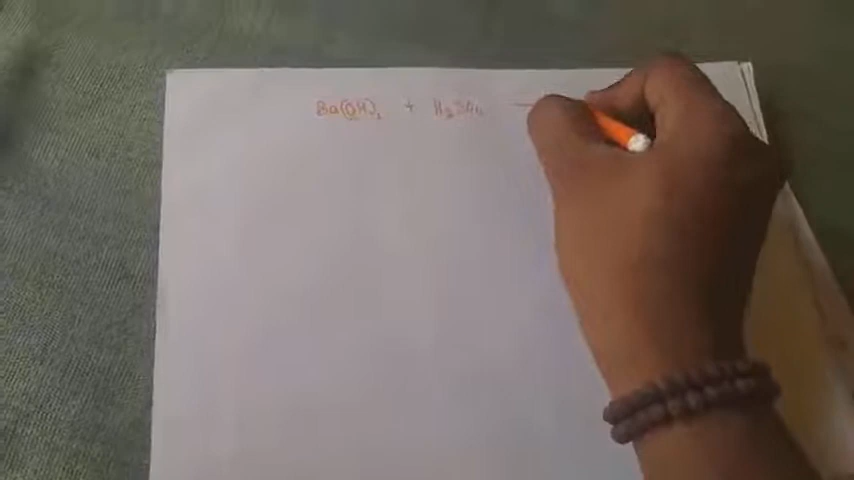 Ba(OH)₂ + H₂SO₄ —